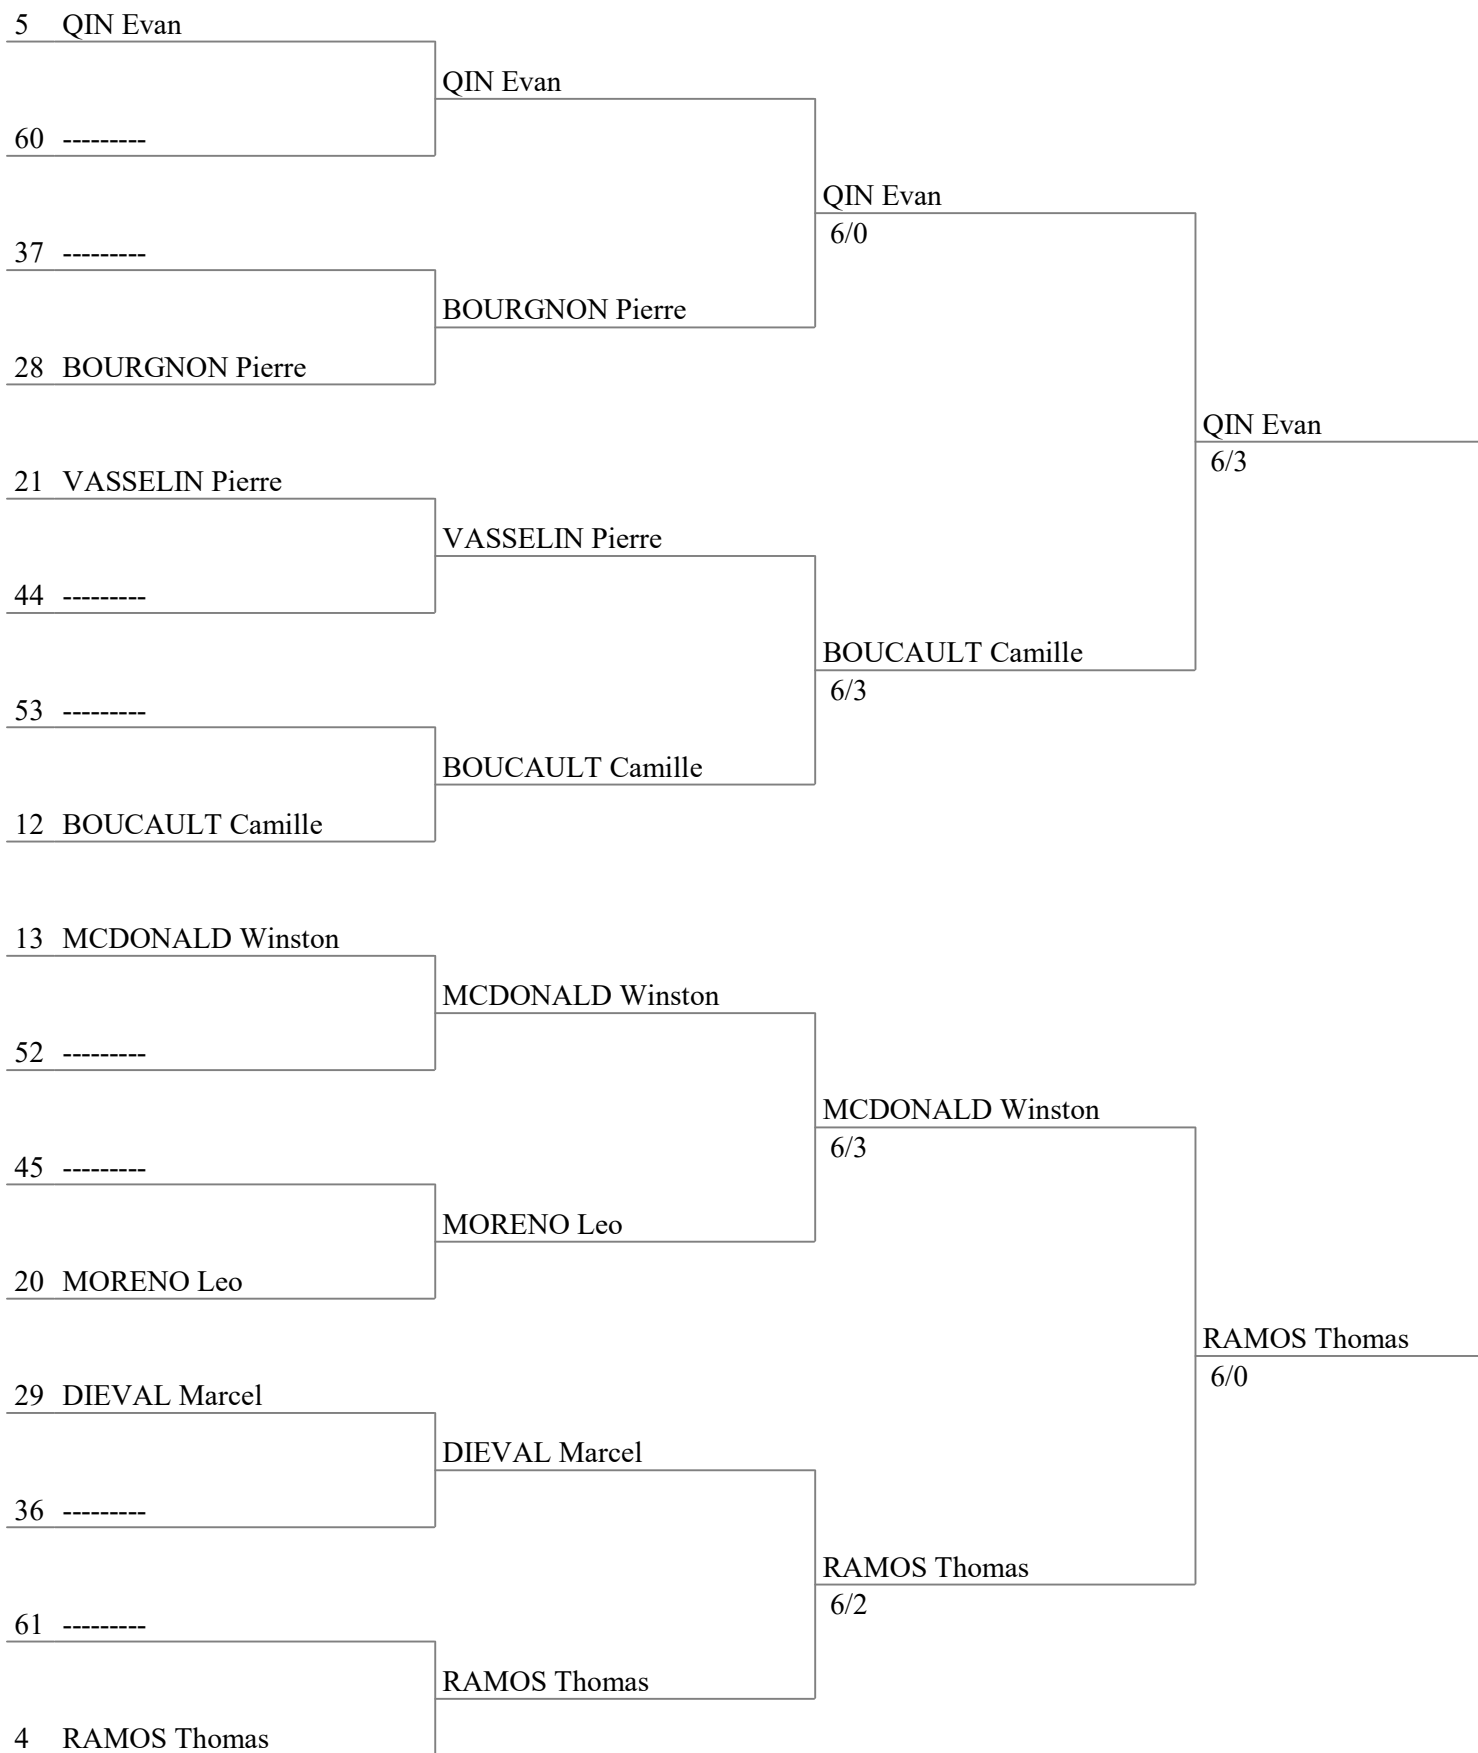 5 QIN Evan
QIN Evan
60 ---------
QIN Evan
6/0
37 ---------
BOURGNON Pierre
28 BOURGNON Pierre
QIN Evan
6/3
21 VASSELIN Pierre
VASSELIN Pierre
44 ---------
BOUCAULT Camille
6/3
53 ---------
BOUCAULT Camille
12 BOUCAULT Camille
13 MCDONALD Winston
MCDONALD Winston
52 ---------
MCDONALD Winston
6/3
45 ---------
MORENO Leo
20 MORENO Leo
RAMOS Thomas
6/0
29 DIEVAL Marcel
DIEVAL Marcel
36 ---------
RAMOS Thomas
6/2
61 ---------
RAMOS Thomas
4 RAMOS Thomas